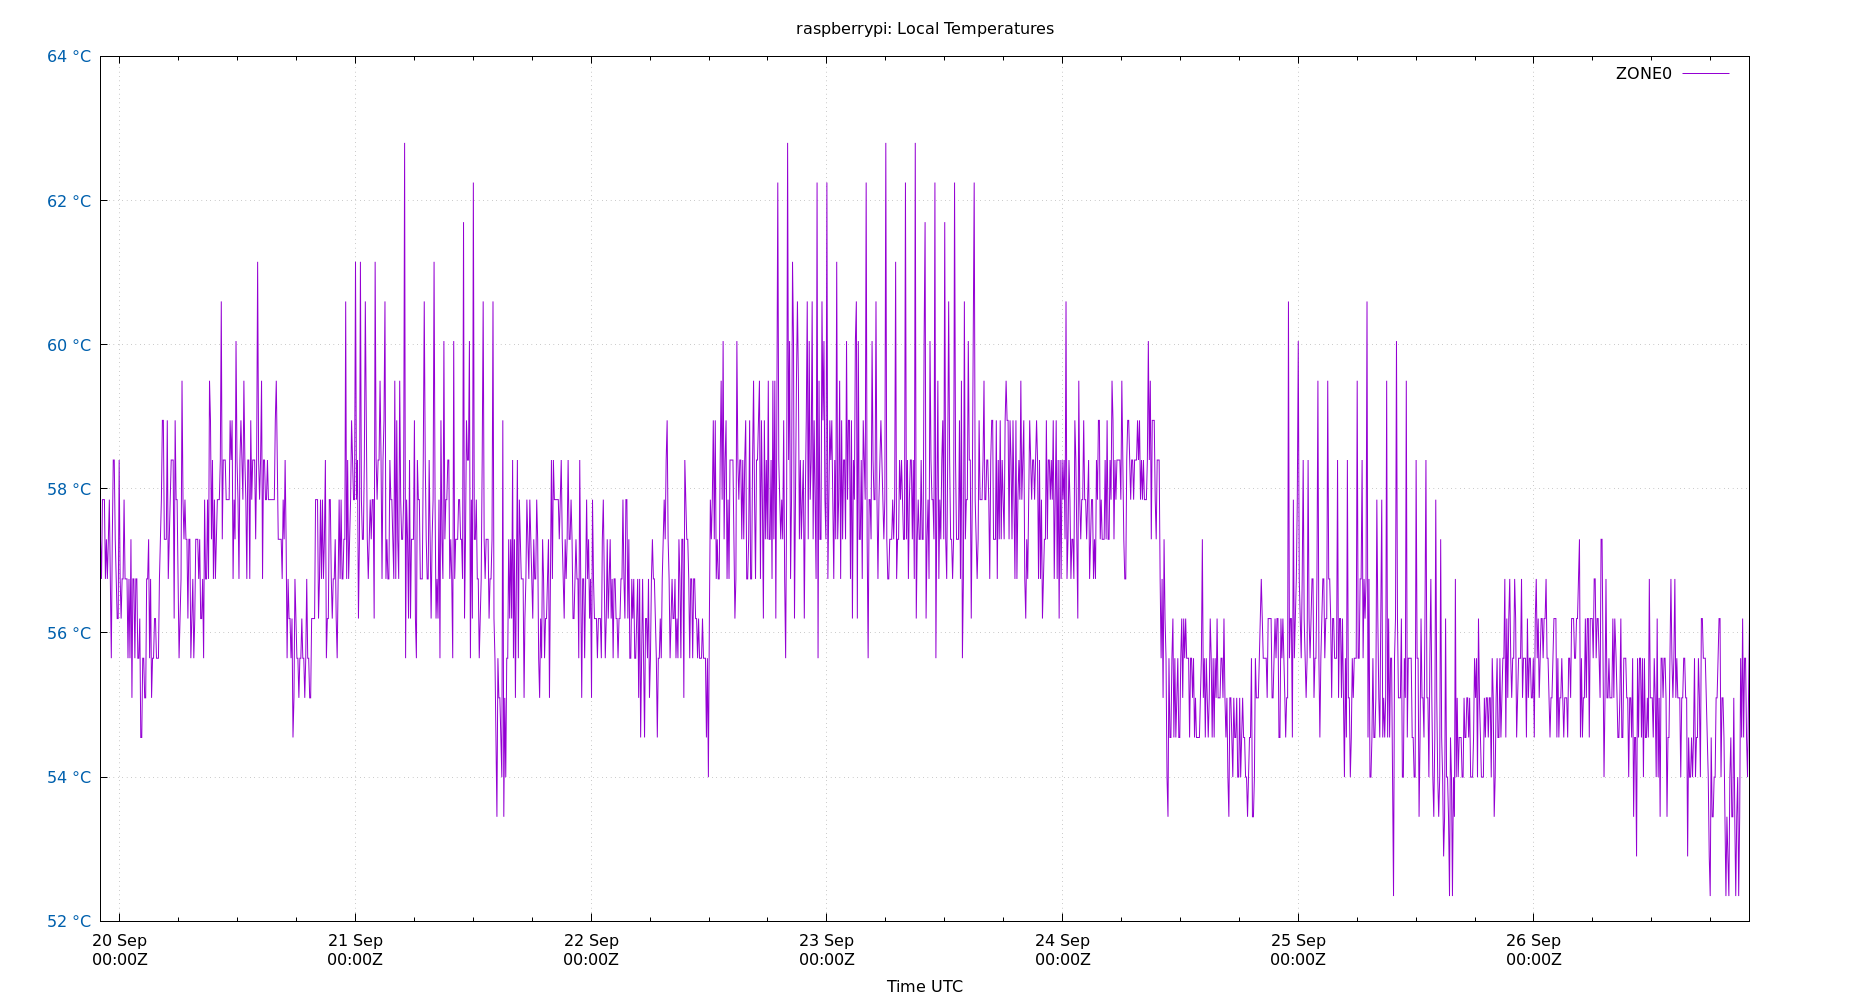 raspberrypi: Local Temperatures
64 °C
ZONE0
62 °C
60 °C
58 °C
56 °C
54 °C
52 °C
20 Sep 21 Sep 22 Sep 23 Sep 24 Sep 25 Sep 26 Sep
00:00Z 00:00Z 00:00Z 00:00Z 00:00Z 00:00Z 00:00Z
Time UTC